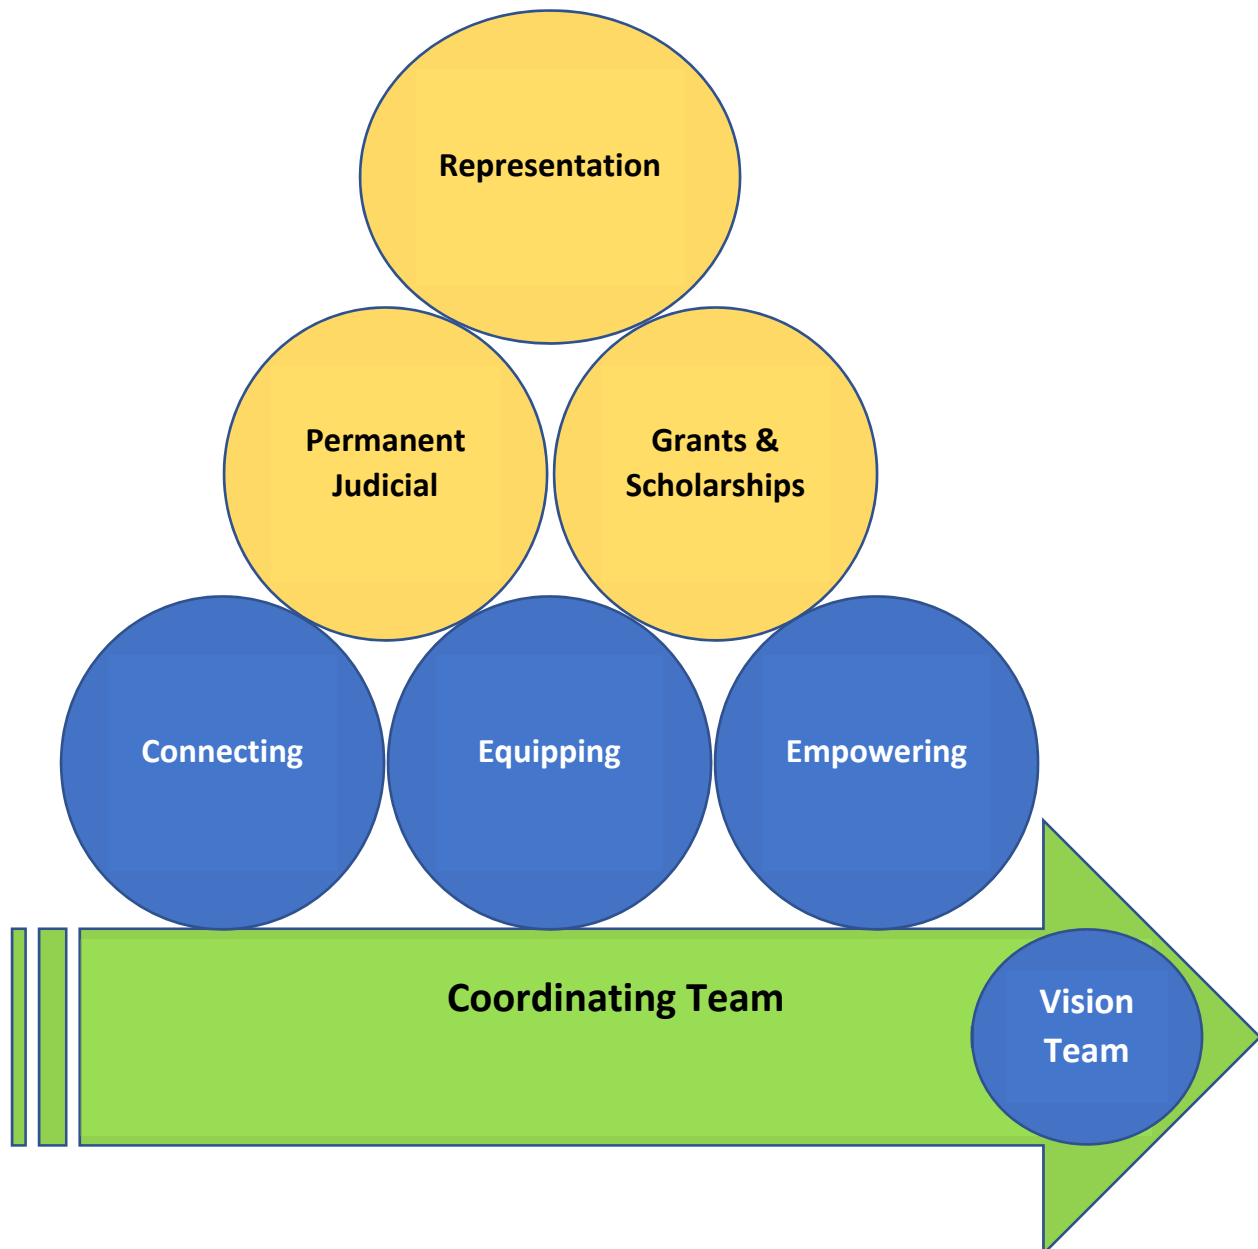 Representation
Permanent
Judicial
Grants &
Scholarships
Connecting
Equipping
Empowering
Coordinating Team
Vision
Team